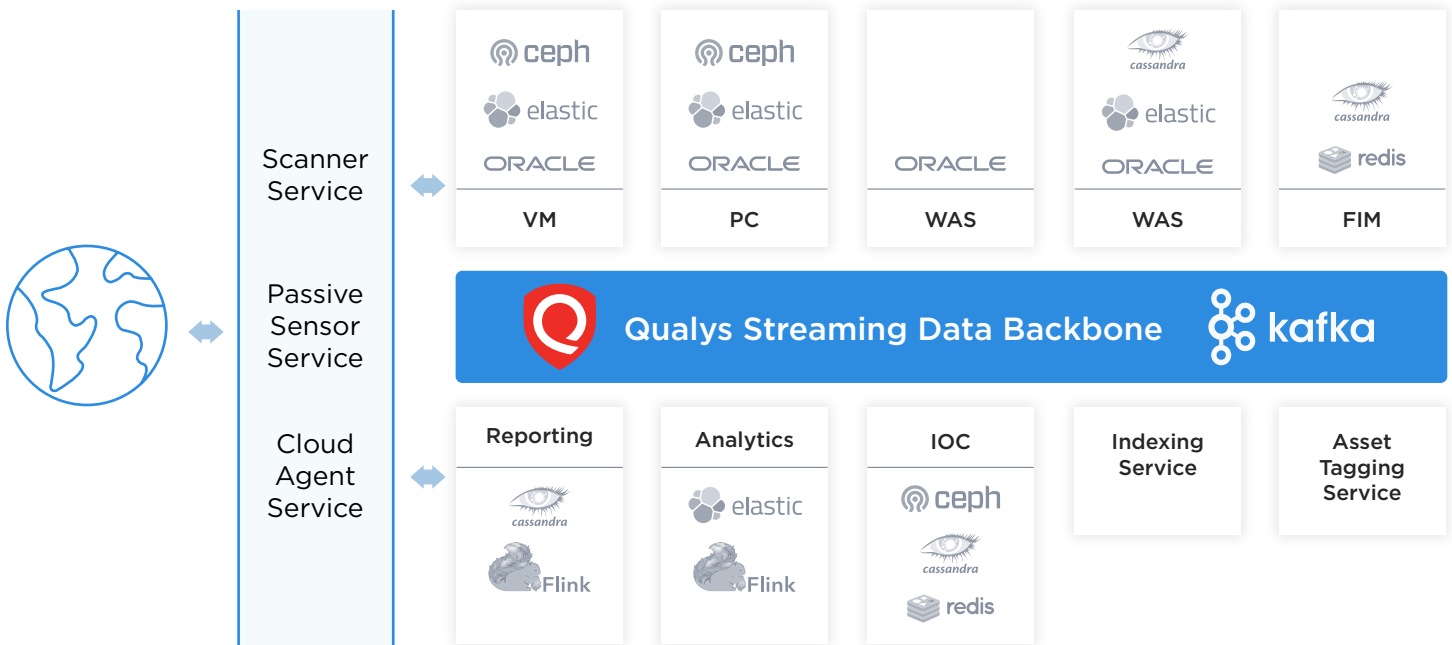 Scanner
Service
Passive
Sensor
Service
Cloud
Agent
Service
ceph
elastic
ORACLE
VM
ceph
elastic
ORACLE
PC
ORACLE
WAS
cassandra
elastic
ORACLE
WAS
cassandra
redis
FIM
Qualys Streaming Data Backbone
kafka
Reporting
cassandra
Flink
Analytics
elastic
Flink
IOC
ceph
cassandra
redis
Indexing
Service
Asset
Tagging
Service